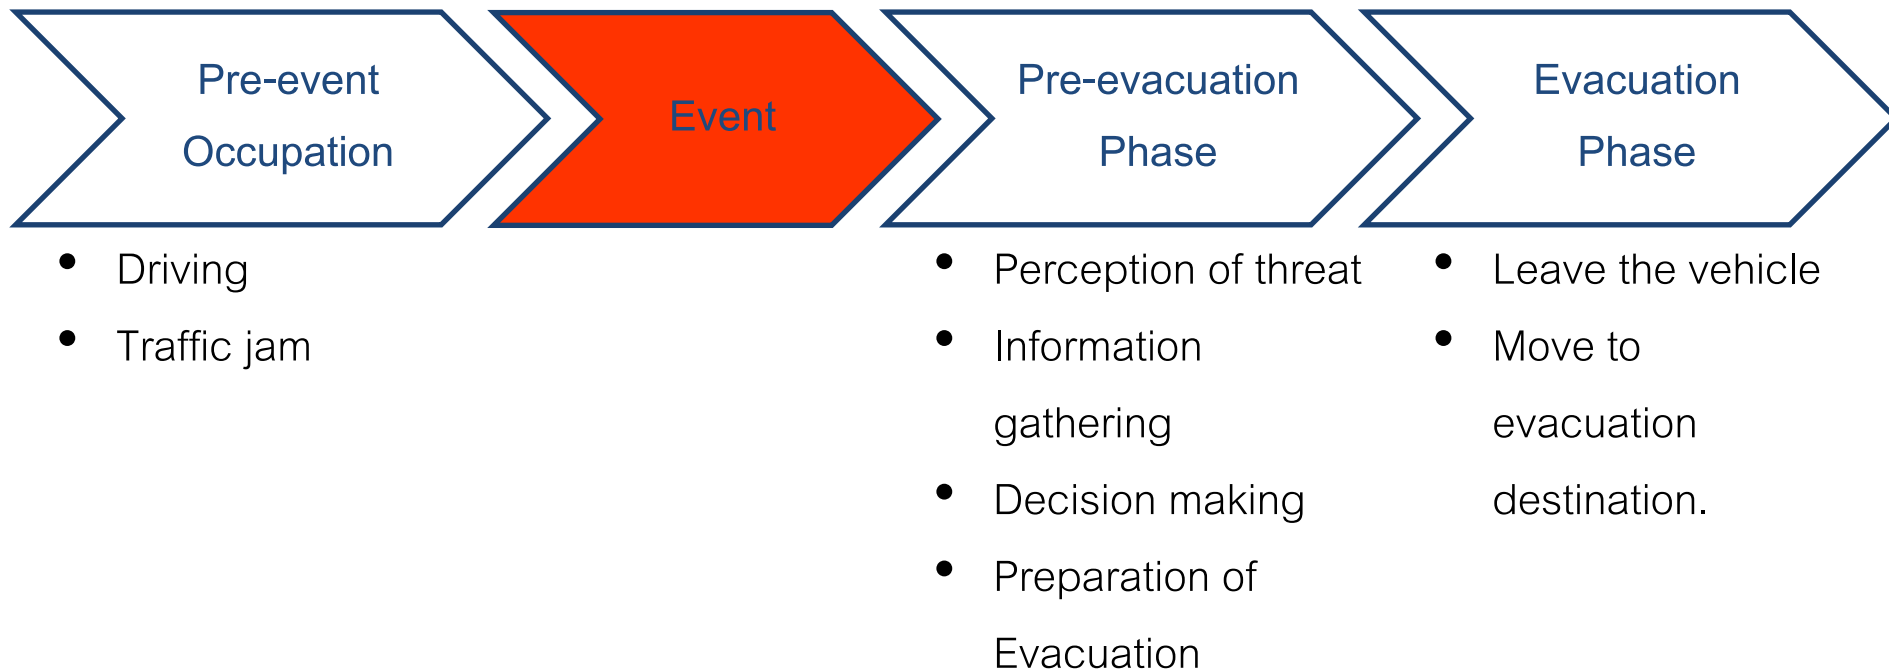 Pre-event
Occupation
Event
Pre-evacuation
Phase
Evacuation
Phase
• Driving
• Traffic jam
• Perception of threat
• Information
gathering
• Decision making
• Preparation of
Evacuation
• Leave the vehicle
• Move to
evacuation
destination.